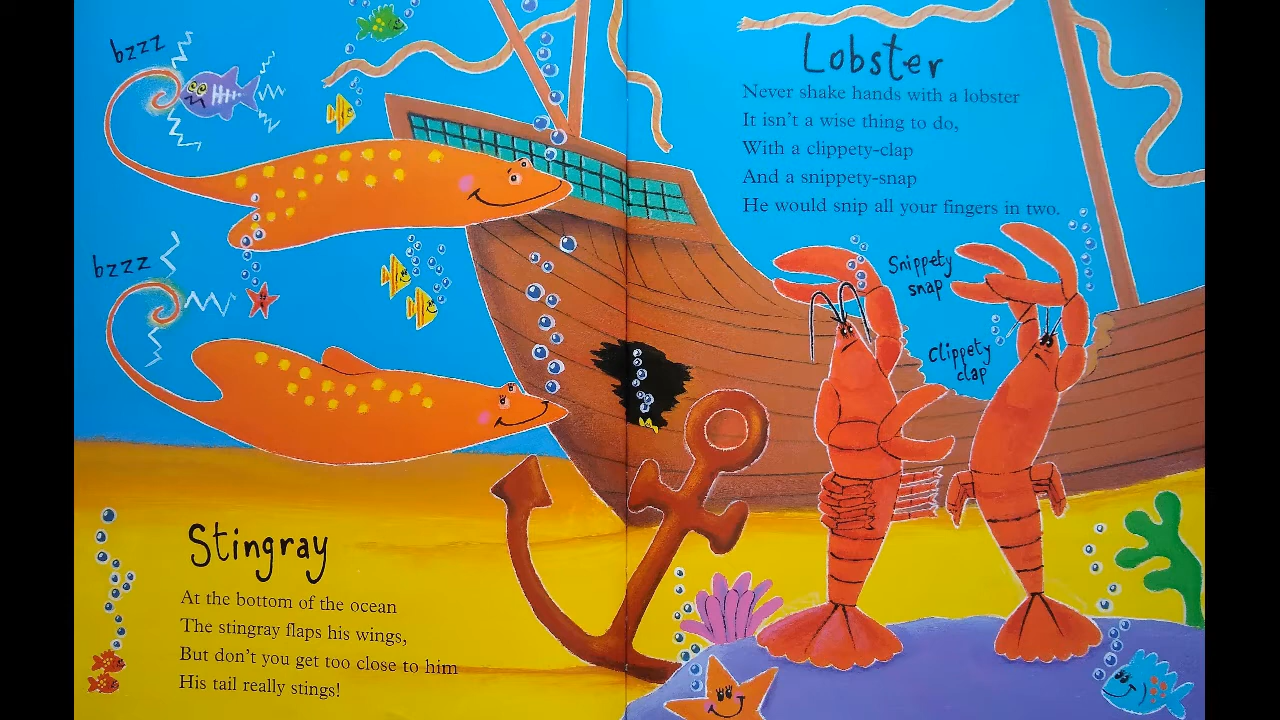 bzzz
bzzz
Stingray
At the bottom of the ocean
The stingray flaps his wings,
But don't you get too close to him
His tail really stings!
Lobster
Never shake hands with a lobster
It isn't a wise thing to do,
With a clippety-clap
And a snippety-snap
He would snip all your fingers in two.
Snippety
snap
Clippety
clap